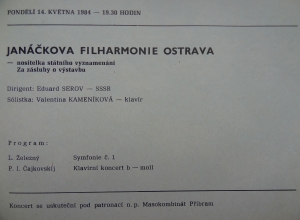 PONDĚLÍ 14. KVĚTNA 1984 — 19.30 HODIN
JANÁČKOVA FILHARMONIE OSTRAVA
— nositelka státního vyznamenání
Za zásluhy o výstavbu
Dirigent: Eduard SEROV — SSSR
Sólistka: Valentina KAMENÍKOVÁ — klavír
Program:
L. Železný Symfonie č. 1
P. I. Čajkovskij Klavírní koncert b — moll
Koncert se uskuteční pod patronací n. p. Masokombinát Příbram